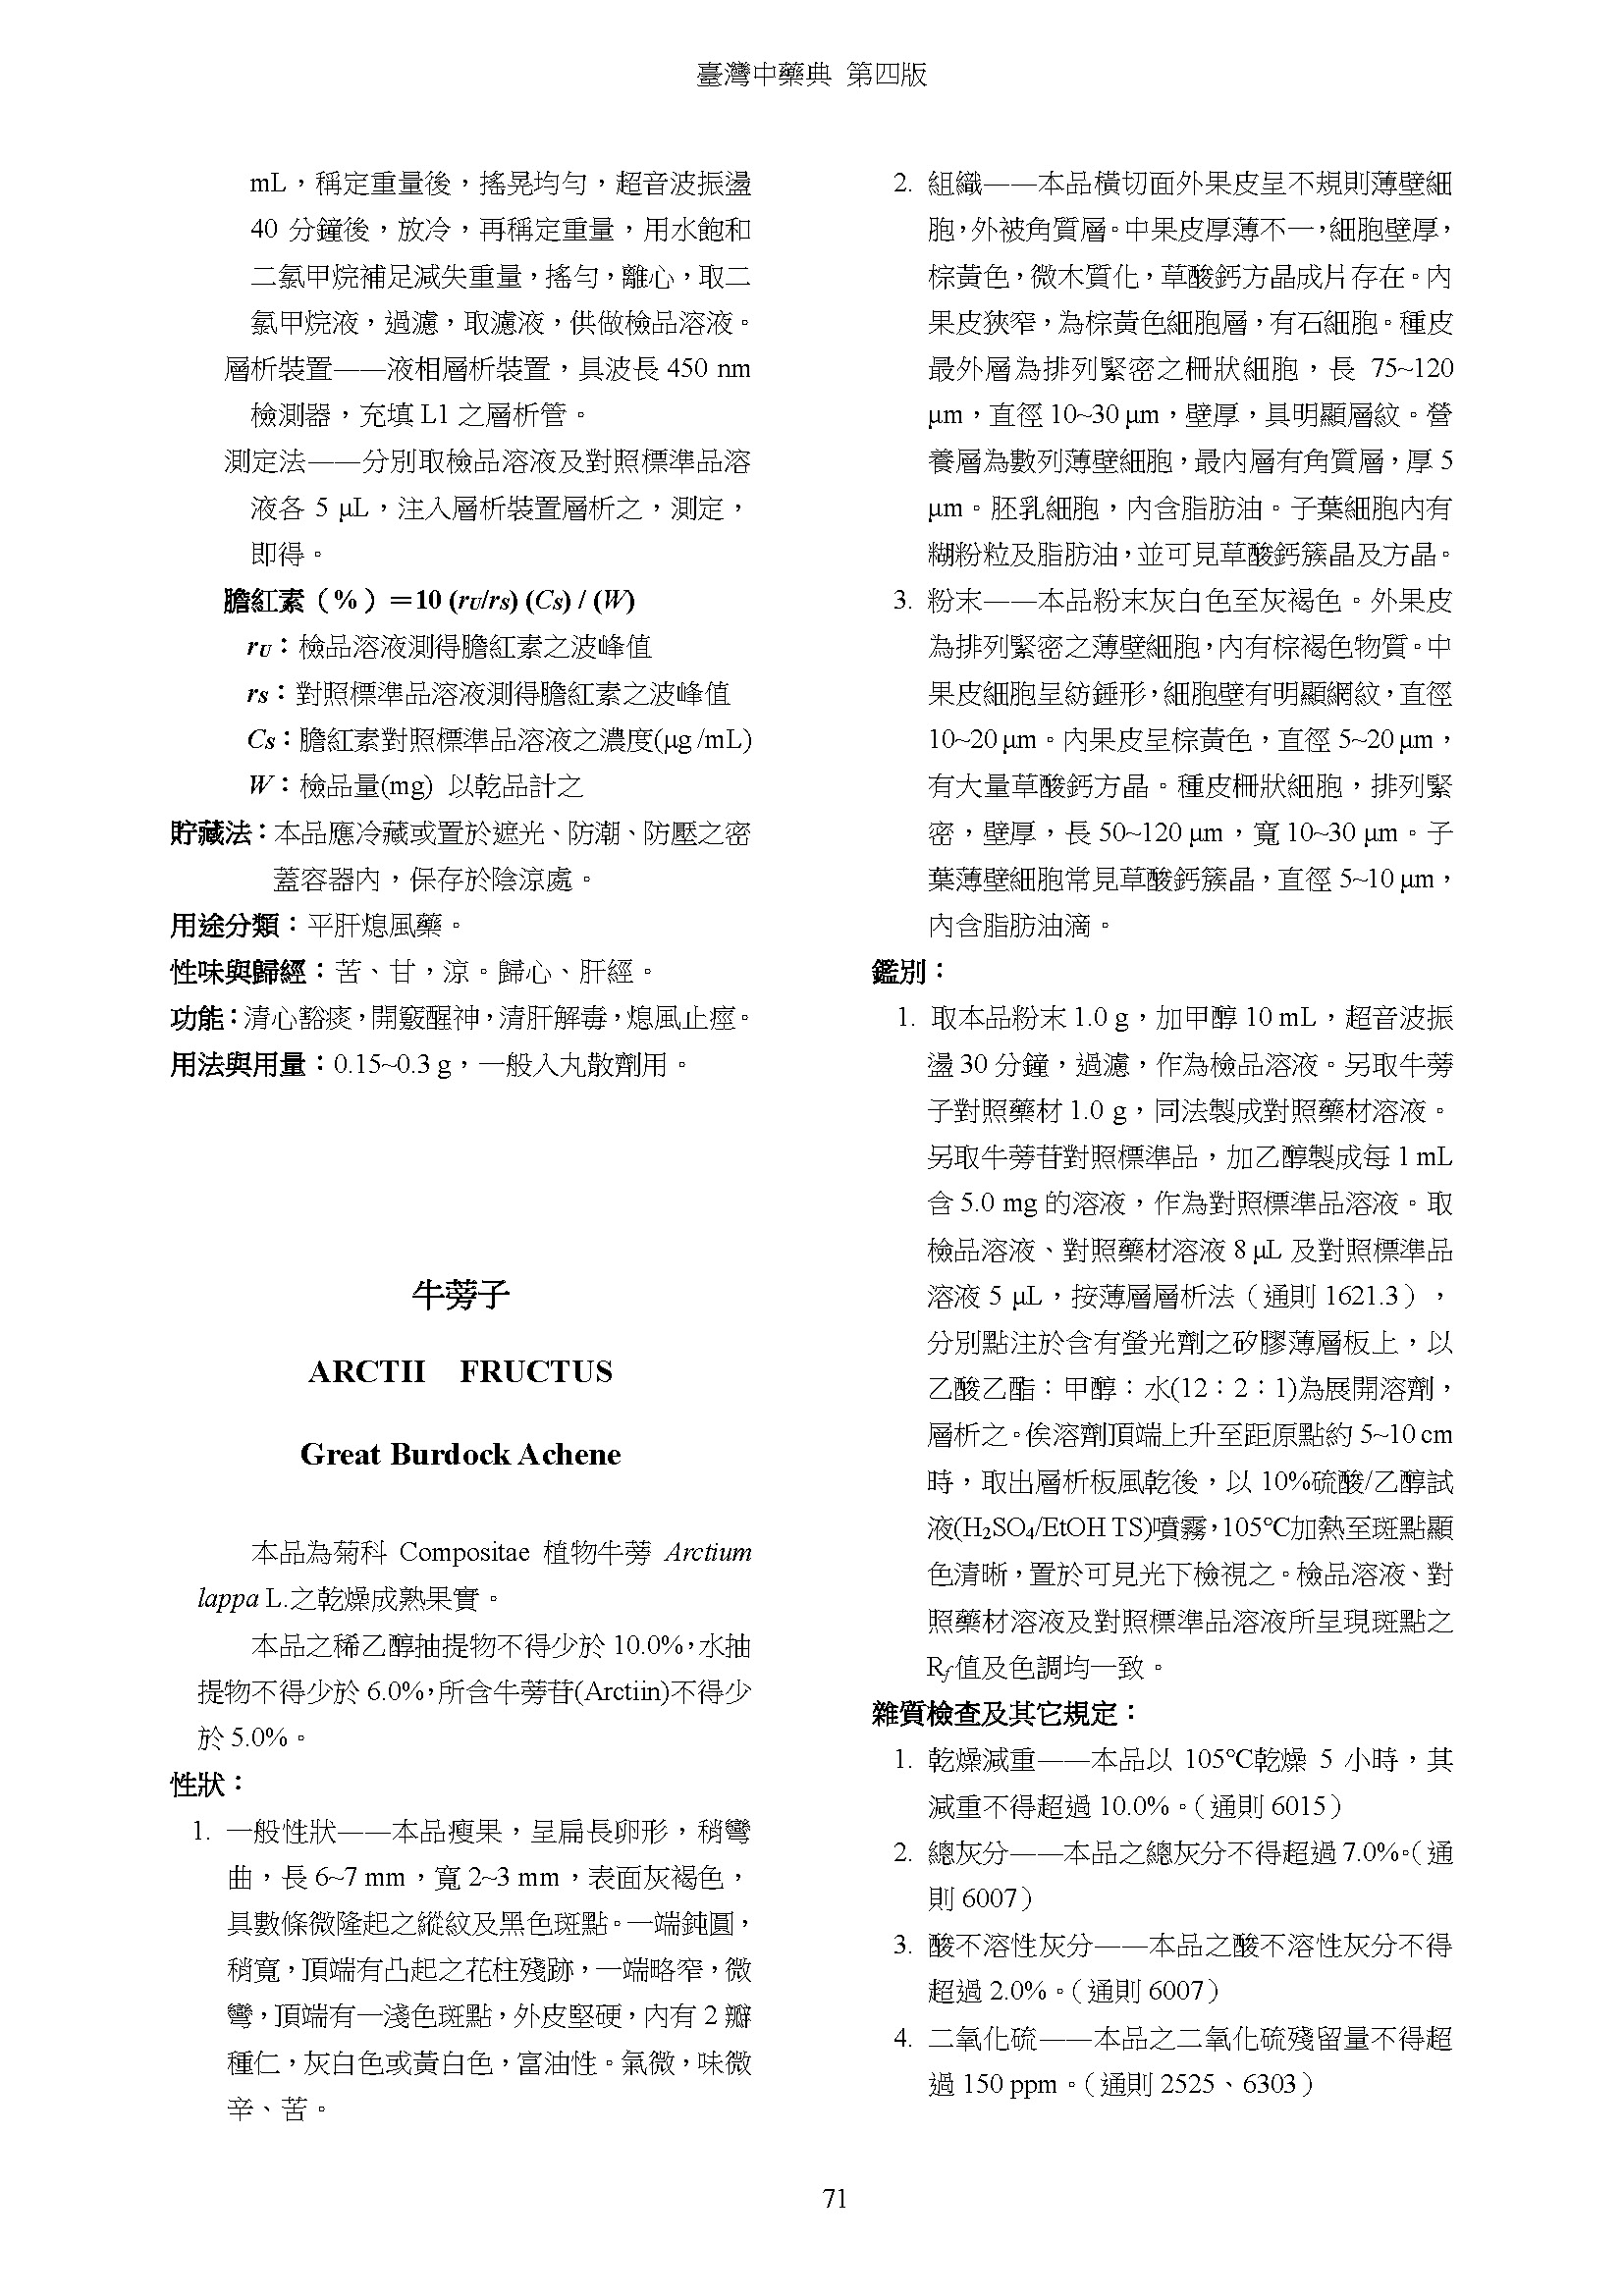 臺灣中藥典 第四版
mL，稱定重量後，搖晃均勻，超音波振盪
40 分鐘後，放冷，再稱定重量，用水飽和
二氯甲烷補足減失重量，搖勻，離心，取二
氯甲烷液，過濾，取濾液，供做檢品溶液。
層析裝置——液相層析裝置，具波長 450 nm
檢測器，充填 L1 之層析管。
測定法——分別取檢品溶液及對照標準品溶
液各 5 μL，注入層析裝置層析之，測定，
即得。
膽紅素（%）＝10 (rU/rS) (CS) / (W)
rU：檢品溶液測得膽紅素之波峰值
rS：對照標準品溶液測得膽紅素之波峰值
CS：膽紅素對照標準品溶液之濃度(μg /mL)
W：檢品量(mg) 以乾品計之
貯藏法：本品應冷藏或置於遮光、防潮、防壓之密
蓋容器內，保存於陰涼處。
用途分類：平肝熄風藥。
性味與歸經：苦、甘，涼。歸心、肝經。
功能：清心豁痰，開竅醒神，清肝解毒，熄風止痙。
用法與用量：0.15~0.3 g，一般入丸散劑用。
牛蒡子
ARCTII FRUCTUS
Great Burdock Achene
本品為菊科 Compositae 植物牛蒡 Arctium
lappa L.之乾燥成熟果實。
本品之稀乙醇抽提物不得少於 10.0%，水抽
提物不得少於 6.0%，所含牛蒡苷(Arctiin)不得少
於 5.0%。
性狀：
1. 一般性狀——本品瘦果，呈扁長卵形，稍彎
曲，長 6~7 mm，寬 2~3 mm，表面灰褐色，
具數條微隆起之縱紋及黑色斑點。一端鈍圓，
稍寬，頂端有凸起之花柱殘跡，一端略窄，微
彎，頂端有一淺色斑點，外皮堅硬，內有 2 瓣
種仁，灰白色或黃白色，富油性。氣微，味微
辛、苦。
2. 組織——本品橫切面外果皮呈不規則薄壁細
胞，外被角質層。中果皮厚薄不一，細胞壁厚，
棕黃色，微木質化，草酸鈣方晶成片存在。內
果皮狹窄，為棕黃色細胞層，有石細胞。種皮
最外層為排列緊密之柵狀細胞，長 75~120
μm，直徑 10~30 μm，壁厚，具明顯層紋。營
養層為數列薄壁細胞，最內層有角質層，厚 5
μm。胚乳細胞，內含脂肪油。子葉細胞內有
糊粉粒及脂肪油，並可見草酸鈣簇晶及方晶。
3. 粉末——本品粉末灰白色至灰褐色。外果皮
為排列緊密之薄壁細胞，內有棕褐色物質。中
果皮細胞呈紡錘形，細胞壁有明顯網紋，直徑
10~20 μm。內果皮呈棕黃色，直徑 5~20 μm，
有大量草酸鈣方晶。種皮柵狀細胞，排列緊
密，壁厚，長 50~120 μm，寬 10~30 μm。子
葉薄壁細胞常見草酸鈣簇晶，直徑 5~10 μm，
內含脂肪油滴。
鑑別：
1. 取本品粉末 1.0 g，加甲醇 10 mL，超音波振
盪 30 分鐘，過濾，作為檢品溶液。另取牛蒡
子對照藥材 1.0 g，同法製成對照藥材溶液。
另取牛蒡苷對照標準品，加乙醇製成每 1 mL
含 5.0 mg 的溶液，作為對照標準品溶液。取
檢品溶液、對照藥材溶液 8 μL 及對照標準品
溶液 5 μL，按薄層層析法（通則 1621.3），
分別點注於含有螢光劑之矽膠薄層板上，以
乙酸乙酯：甲醇：水(12：2：1)為展開溶劑，
層析之。俟溶劑頂端上升至距原點約 5~10 cm
時，取出層析板風乾後，以 10%硫酸/乙醇試
液(H₂SO₄/EtOH TS)噴霧，105℃加熱至斑點顯
色清晰，置於可見光下檢視之。檢品溶液、對
照藥材溶液及對照標準品溶液所呈現斑點之
Rf值及色調均一致。
雜質檢查及其它規定：
1. 乾燥減重——本品以 105℃乾燥 5 小時，其
減重不得超過 10.0%。（通則 6015）
2. 總灰分——本品之總灰分不得超過 7.0%。（通
則 6007）
3. 酸不溶性灰分——本品之酸不溶性灰分不得
超過 2.0%。（通則 6007）
4. 二氧化硫——本品之二氧化硫殘留量不得超
過 150 ppm。（通則 2525、6303）
71